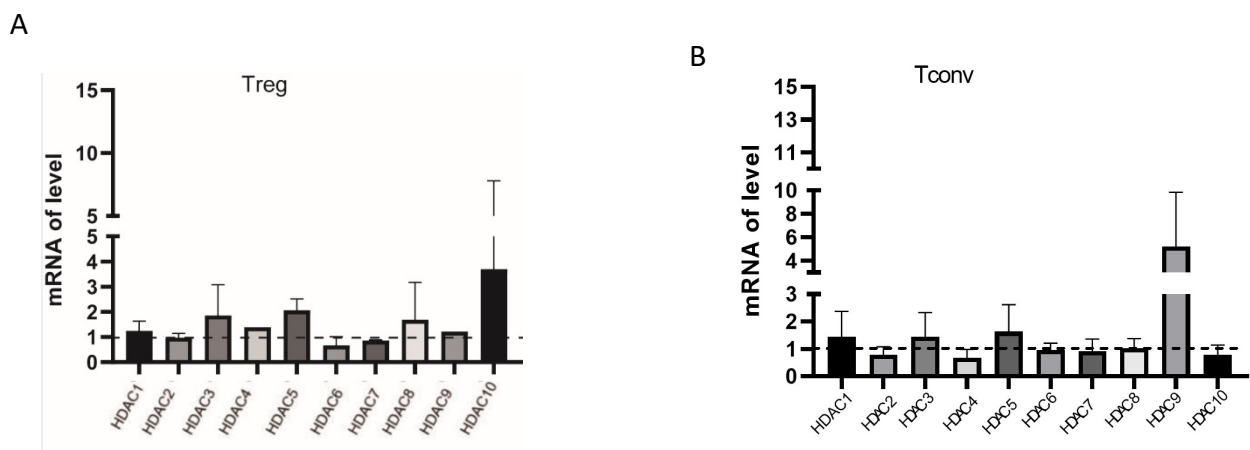 A
Treg
mRNA of level
15
10
5
5
4
3
2
1
0
HDAC1
HDAC2
HDAC3
HDAC4
HDAC5
HDAC6
HDAC7
HDAC8
HDAC9
HDAC10
B
Tconv
mRNA of level
15
13
11
10
8
6
4
3
2
1
0
HDAC1
HDAC2
HDAC3
HDAC4
HDAC5
HDAC6
HDAC7
HDAC8
HDAC9
HDAC10